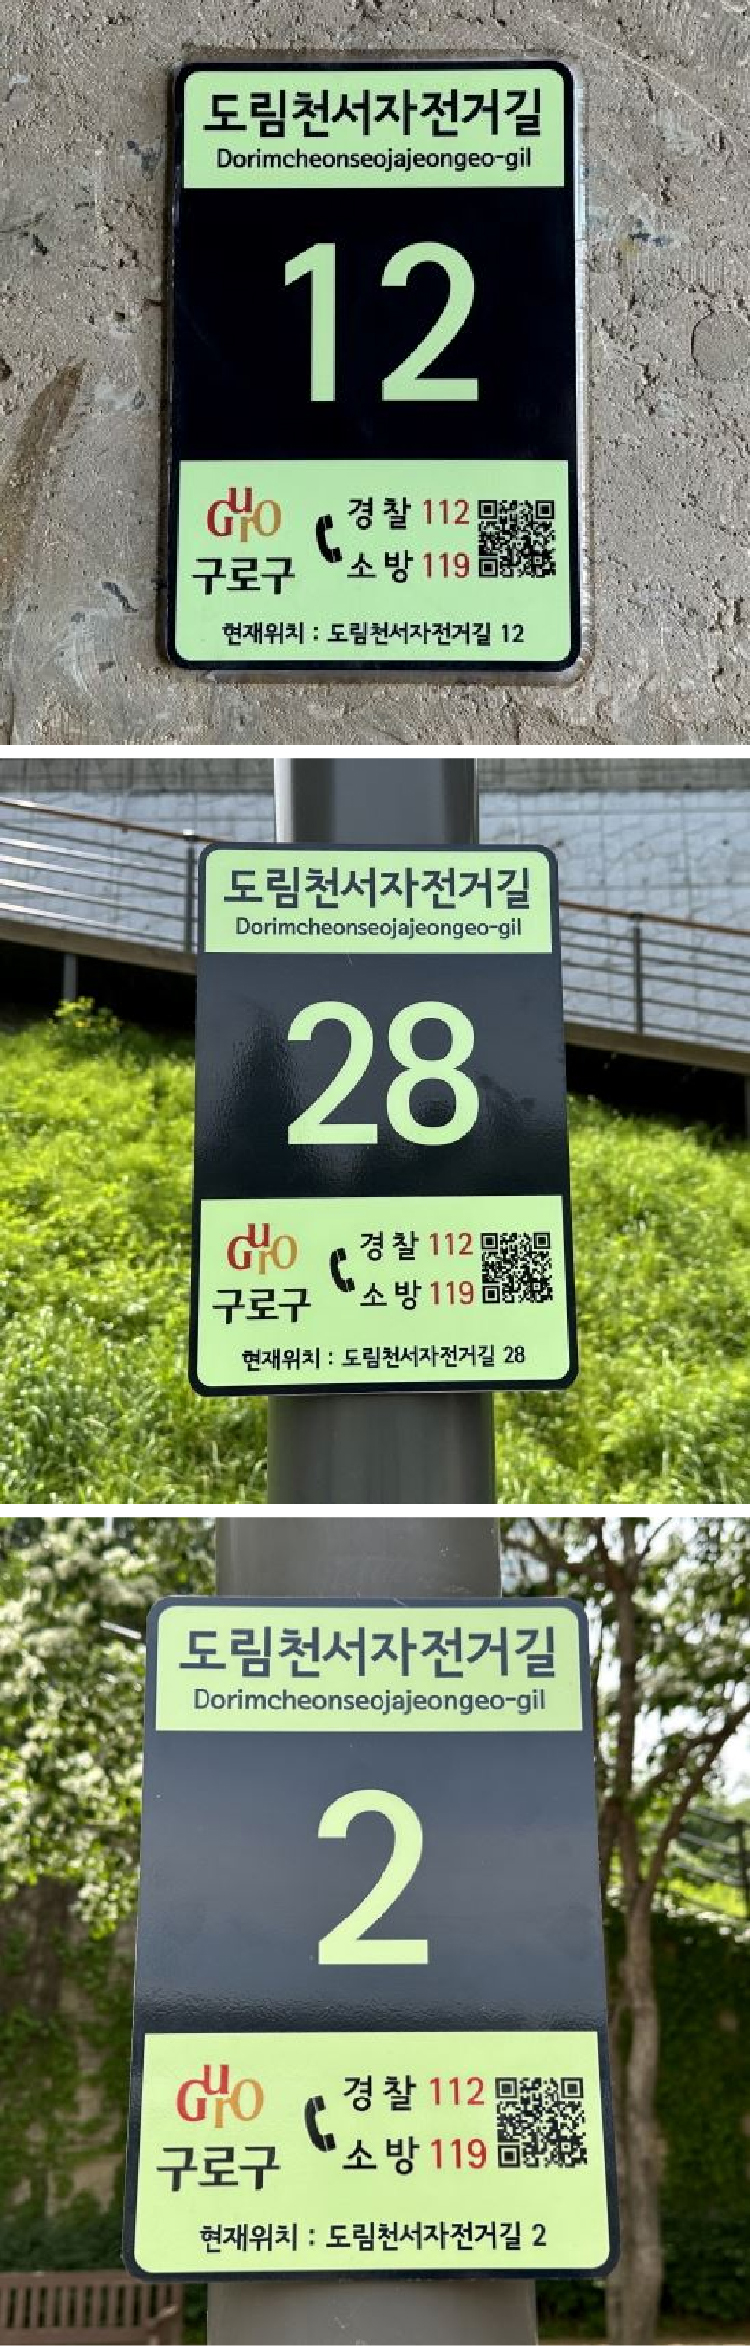 도림천서자전거길
Dorimcheonseojajeongeo-gil
12
GurO
구로구
경찰 112
소방 119
현재위치 : 도림천서자전거길 12
도림천서자전거길
Dorimcheonseojajeongeo-gil
28
GurO
구로구
경찰 112
소방 119
현재위치 : 도림천서자전거길 28
도림천서자전거길
Dorimcheonseojajeongeo-gil
2
GurO
구로구
경찰 112
소방 119
현재위치 : 도림천서자전거길 2